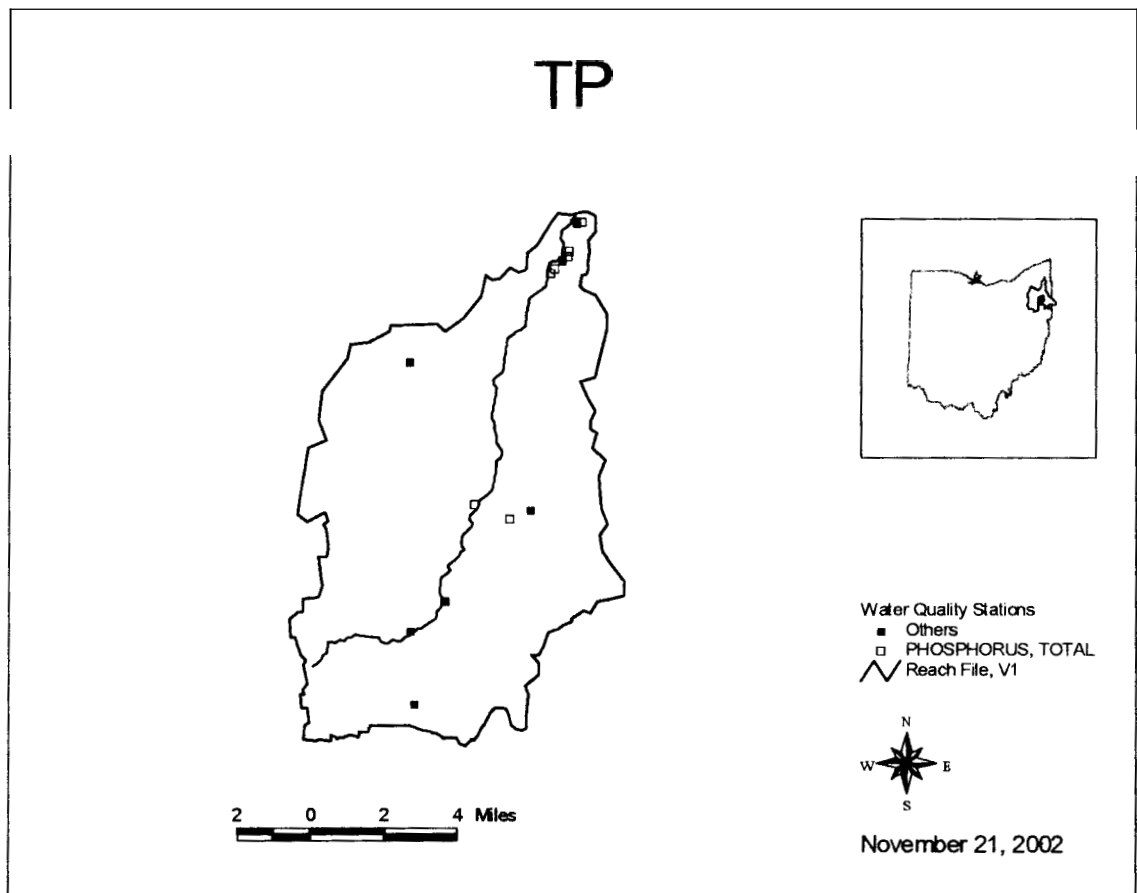 TP
Water Quality Stations
Others
PHOSPHORUS, TOTAL
Reach File, V1
N
W E
S
2 0 2 4 Miles
November 21, 2002